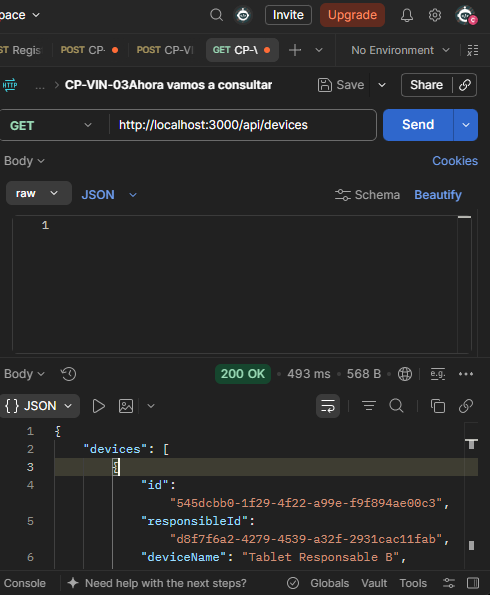 pace
Invite
Upgrade
ST Regis
POST CP-
POST CP-VI
GET CP-V
No Environment
HTTP
... > CP-VIN-03Ahora vamos a consultar
Save
Share
GET
http://localhost:3000/api/devices
Send
Body
Cookies
raw
JSON
Schema
Beautify
1
Body
200 OK • 493 ms • 568 B
e.g.
{} JSON
1 {
2 "devices": [
3 {
4 "id":
"545dcbb0-1f29-4f22-a99e-f9f894ae00c3",
5 "responsibleId":
"d8f7f6a2-4279-4539-a32f-2931cac11fab",
6 "deviceName": "Tablet Responsable B",
Console
Need help with the next steps?
Globals
Vault
Tools